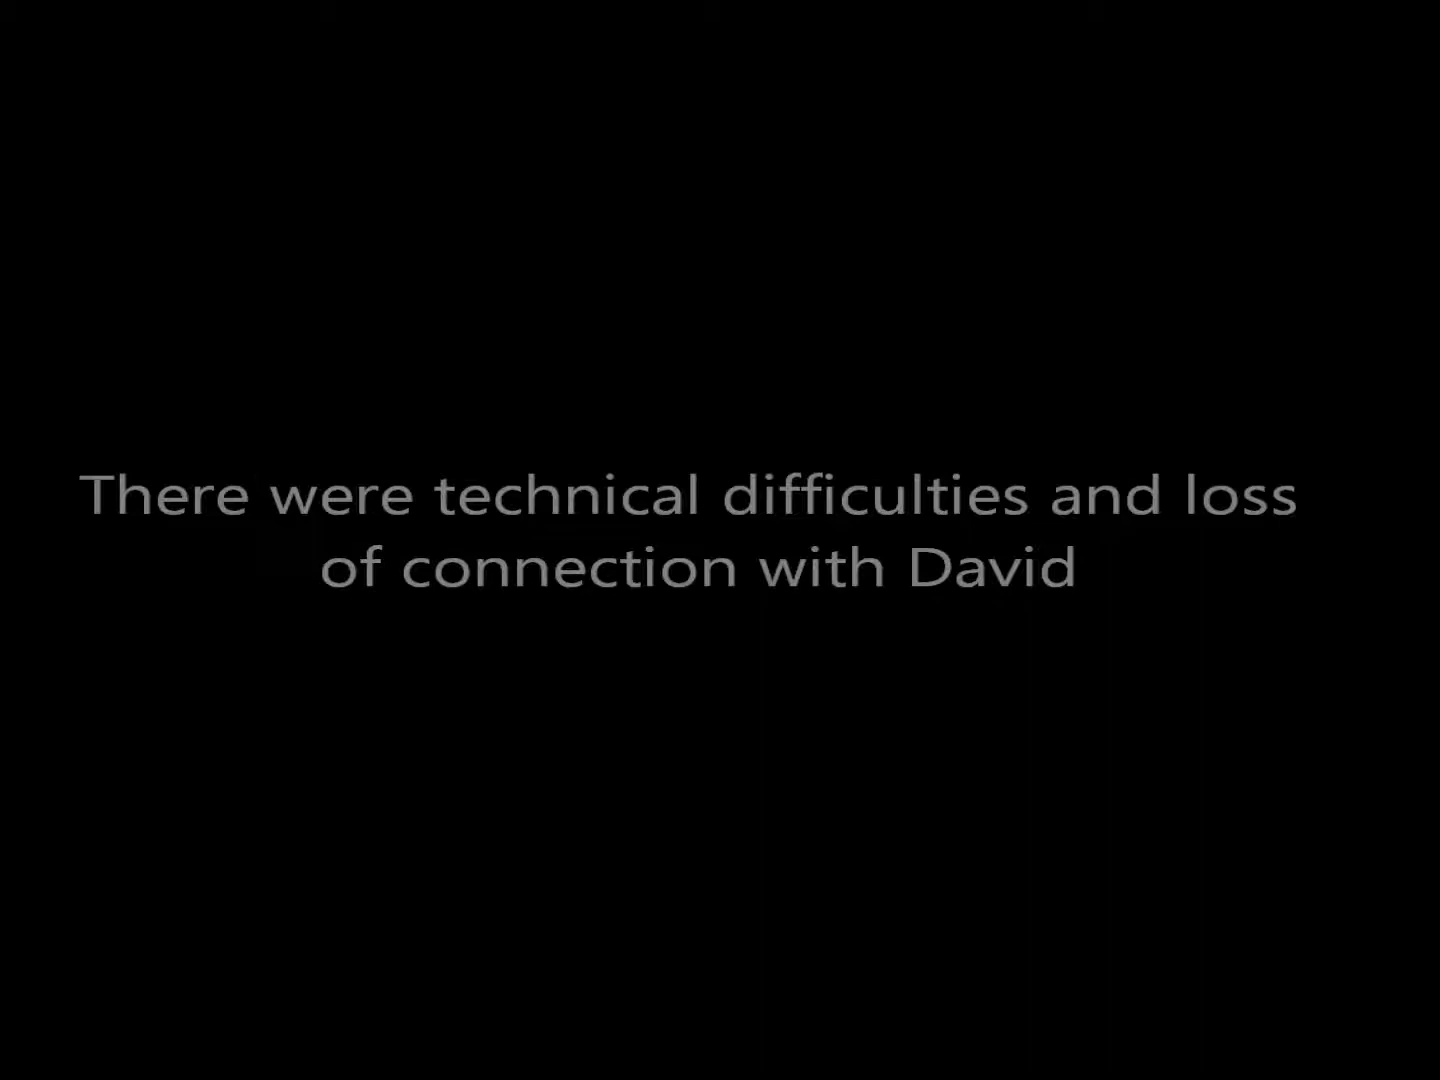 There were technical difficulties and loss
of connection with David